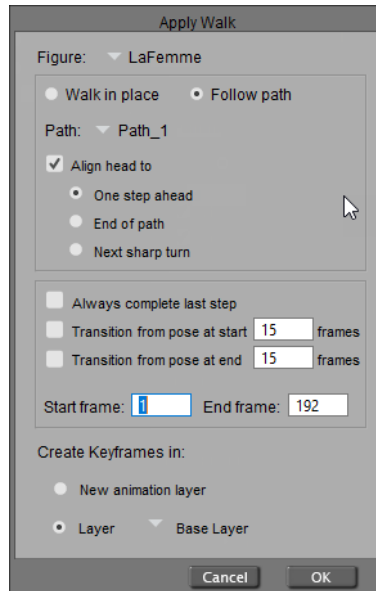 Apply Walk
Figure: LaFemme
Walk in place Follow path
Path: Path_1
Align head to
One step ahead
End of path
Next sharp turn
Always complete last step
Transition from pose at start 15 frames
Transition from pose at end 15 frames
Start frame: 1 End frame: 192
Create Keyframes in:
New animation layer
Layer Base Layer
Cancel OK